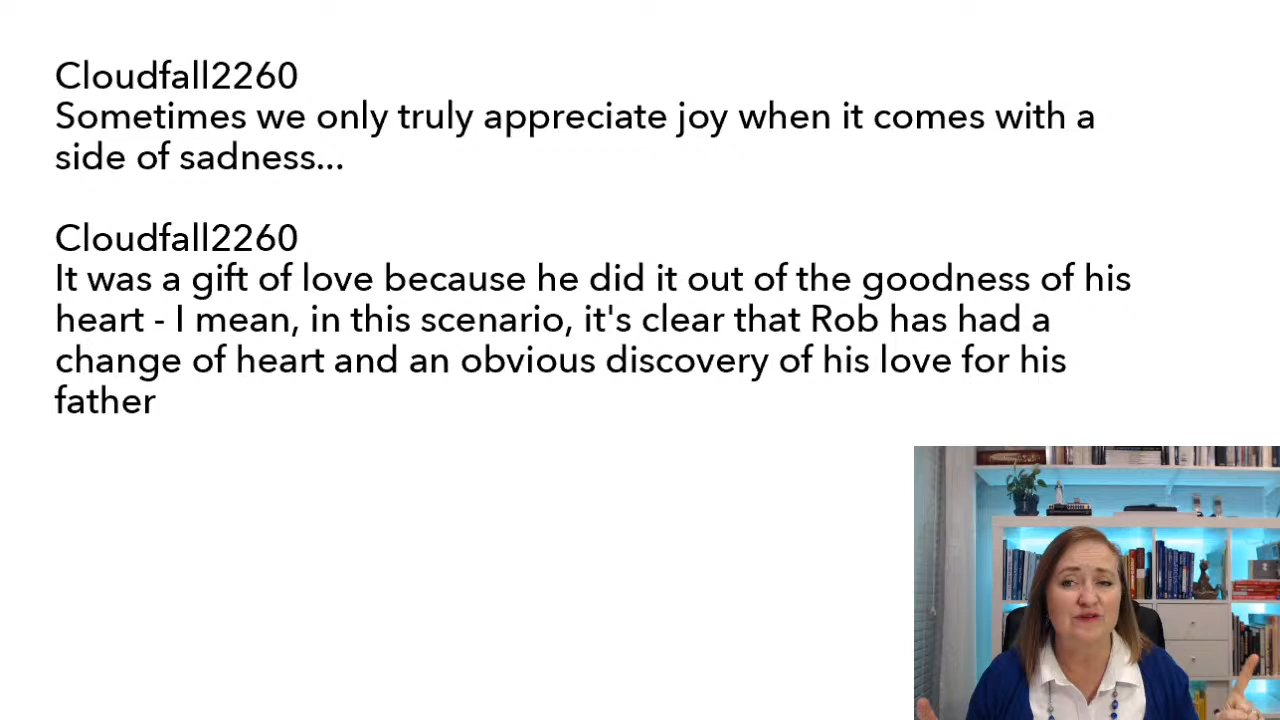 Cloudfall2260
Sometimes we only truly appreciate joy when it comes with a
side of sadness...
Cloudfall2260
It was a gift of love because he did it out of the goodness of his
heart - I mean, in this scenario, it's clear that Rob has had a
change of heart and an obvious discovery of his love for his
father